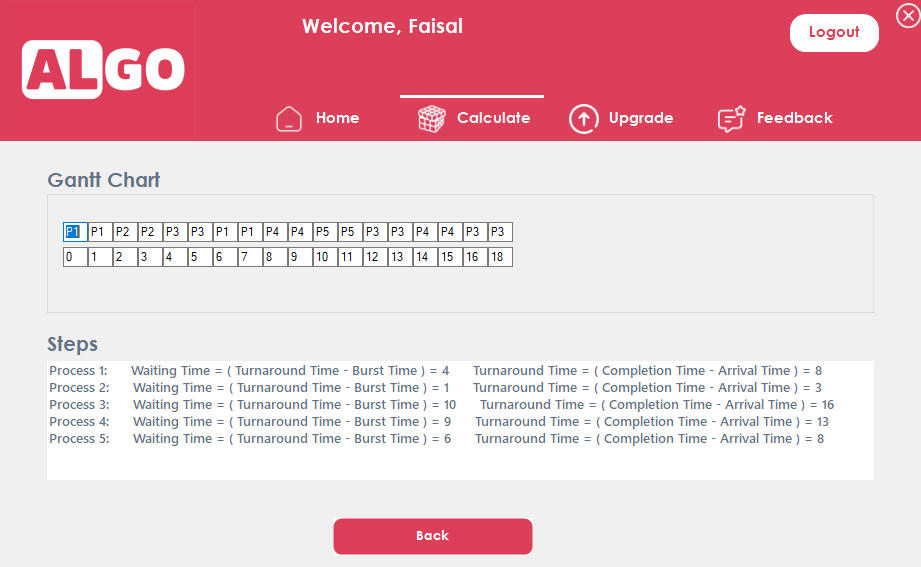 Welcome, Faisal
Logout
ALGO
Home Calculate Upgrade Feedback
Gantt Chart
P1 P1 P2 P2 P3 P3 P1 P1 P4 P4 P5 P5 P3 P3 P4 P4 P3 P3
0 1 2 3 4 5 6 7 8 9 10 11 12 13 14 15 16 18
Steps
Process 1: Waiting Time = ( Turnaround Time - Burst Time ) = 4 Turnaround Time = ( Completion Time - Arrival Time ) = 8
Process 2: Waiting Time = ( Turnaround Time - Burst Time ) = 1 Turnaround Time = ( Completion Time - Arrival Time ) = 3
Process 3: Waiting Time = ( Turnaround Time - Burst Time ) = 10 Turnaround Time = ( Completion Time - Arrival Time ) = 16
Process 4: Waiting Time = ( Turnaround Time - Burst Time ) = 9 Turnaround Time = ( Completion Time - Arrival Time ) = 13
Process 5: Waiting Time = ( Turnaround Time - Burst Time ) = 6 Turnaround Time = ( Completion Time - Arrival Time ) = 8
Back